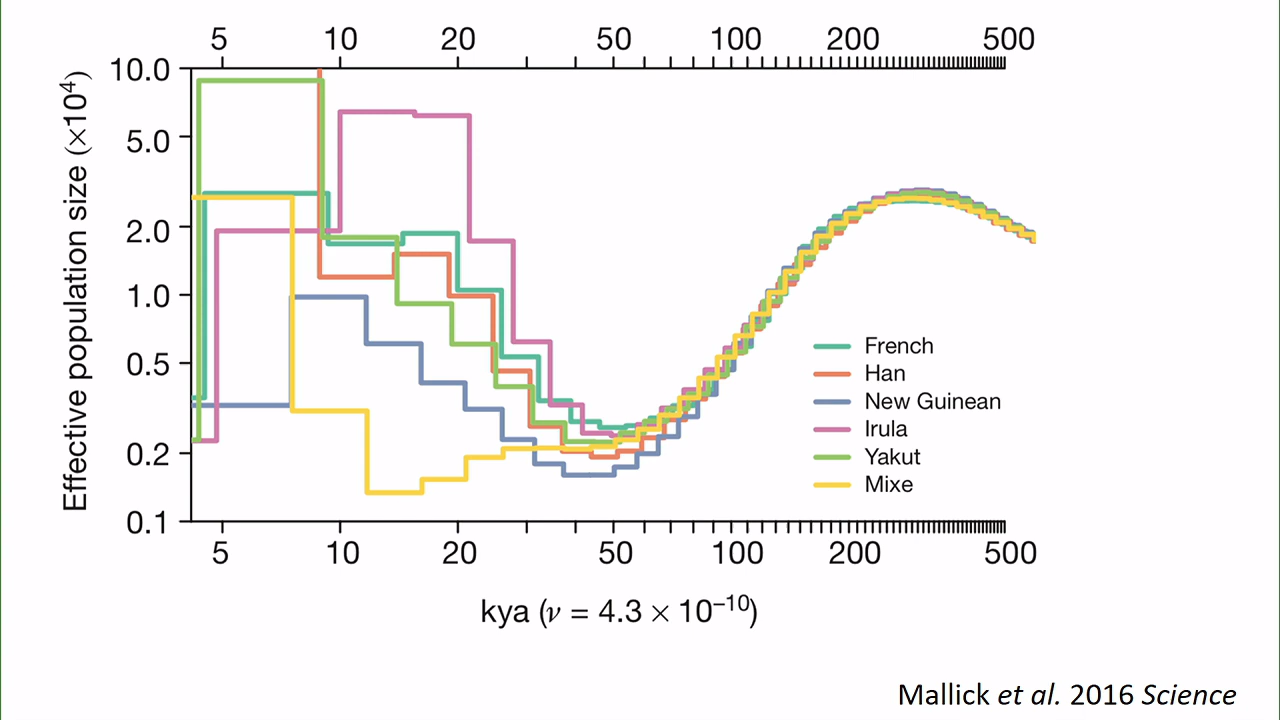 5 10 20 50 100 200 500
Effective population size (×10⁴)
10.0
5.0
2.0
1.0
0.5
0.2
0.1
French
Han
New Guinean
Irula
Yakut
Mixe
5 10 20 50 100 200 500
kya (ν = 4.3 × 10⁻¹⁰)
Mallick et al. 2016 Science